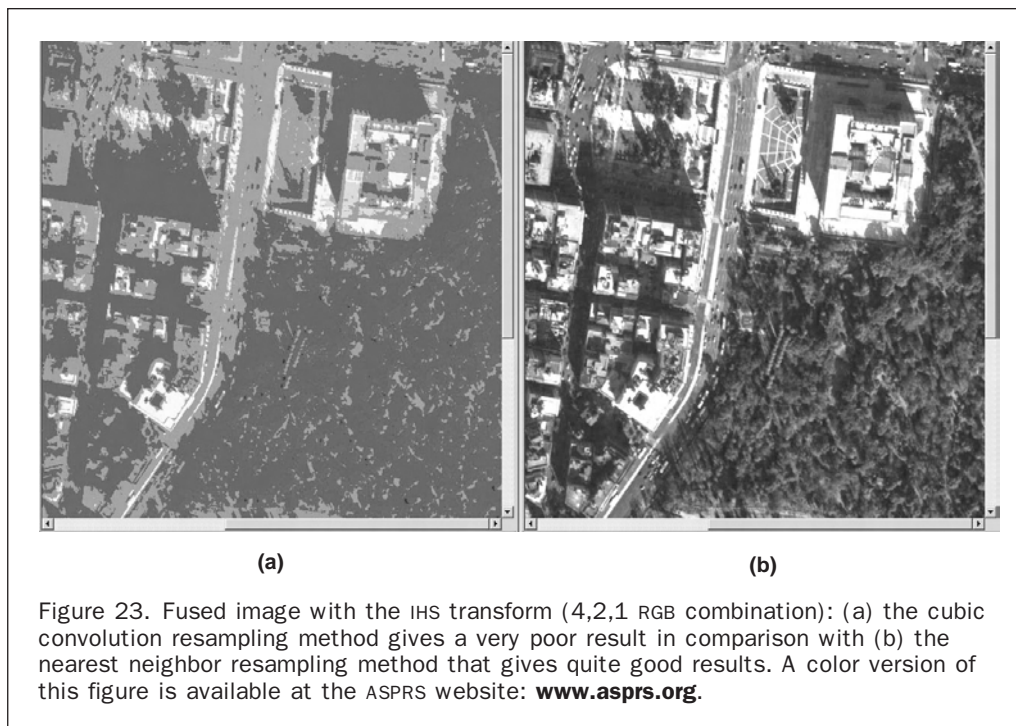 (a)
(b)
Figure 23. Fused image with the IHS transform (4,2,1 RGB combination): (a) the cubic
convolution resampling method gives a very poor result in comparison with (b) the
nearest neighbor resampling method that gives quite good results. A color version of
this figure is available at the ASPRS website: www.asprs.org.